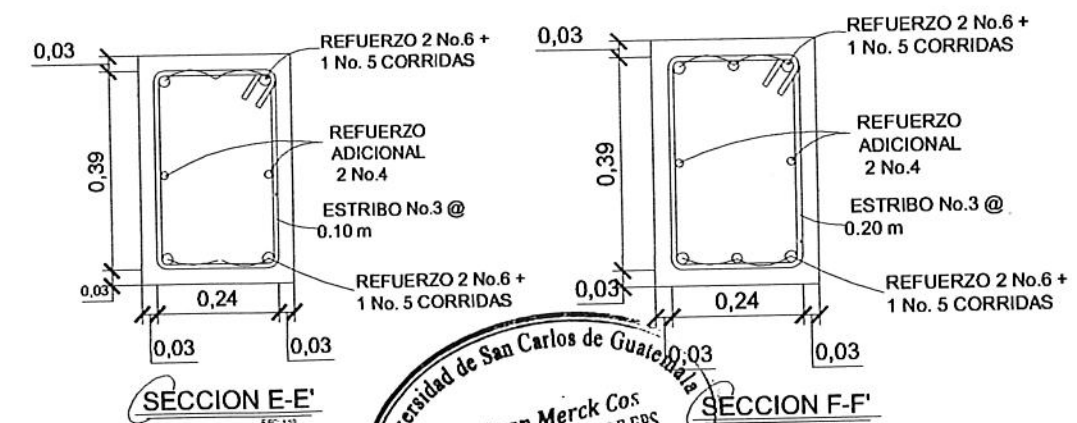 0,03
REFUERZO 2 No.6 +
1 No. 5 CORRIDAS
REFUERZO
ADICIONAL
2 No.4
0,39
ESTRIBO No.3 @
0.10 m
0,03
0,24
REFUERZO 2 No.6 +
1 No. 5 CORRIDAS
0,03
0,03
SECCION E-E'
0,03
REFUERZO 2 No.6 +
1 No. 5 CORRIDAS
REFUERZO
ADICIONAL
2 No.4
0,39
ESTRIBO No.3 @
0.20 m
0,03
0,24
REFUERZO 2 No.6 +
1 No. 5 CORRIDAS
0,03
0,03
SECCION F-F'
San Carlos de Guatemala
Merck Cos